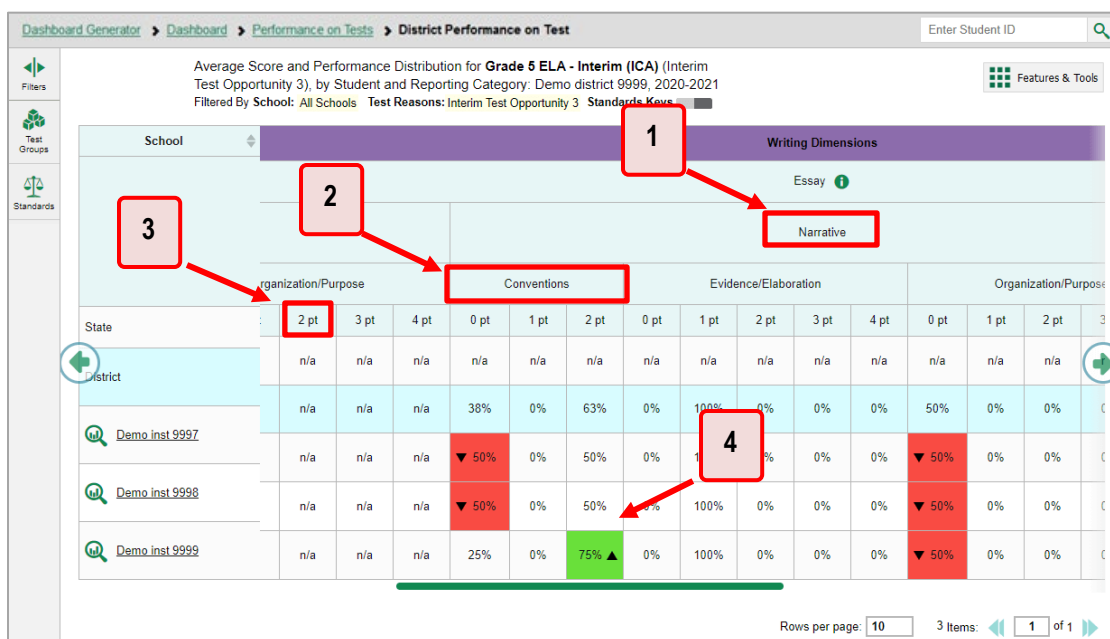 Dashboard Generator > Dashboard > Performance on Tests > District Performance on Test
Enter Student ID
Filters
Test
Groups
Standards
Average Score and Performance Distribution for Grade 5 ELA - Interim (ICA) (Interim
Test Opportunity 3), by Student and Reporting Category: Demo district 9999, 2020-2021
Filtered By School: All Schools Test Reasons: Interim Test Opportunity 3 Standards Keys
Features & Tools
1
2
3
4
School
Writing Dimensions
Essay
Narrative
rganization/Purpose Conventions Evidence/Elaboration Organization/Purpose
2 pt 3 pt 4 pt 0 pt 1 pt 2 pt 0 pt 1 pt 2 pt 3 pt 4 pt 0 pt 1 pt 2 pt 3
State n/a n/a n/a n/a n/a n/a n/a n/a n/a n/a n/a n/a n/a n/a
District n/a n/a n/a 38% 0% 63% 0% 100% 0% 0% 0% 50% 0% 0%
Demo inst 9997 n/a n/a n/a ▼ 50% 0% 50% 0% 0% 0% ▼ 50% 0% 0%
Demo inst 9998 n/a n/a n/a ▼ 50% 0% 50% 0% 100% 0% 0% 0% ▼ 50% 0% 0%
Demo inst 9999 n/a n/a n/a 25% 0% 75% ▲ 0% 100% 0% 0% 0% ▼ 50% 0% 0%
Rows per page: 10 3 Items: 1 of 1